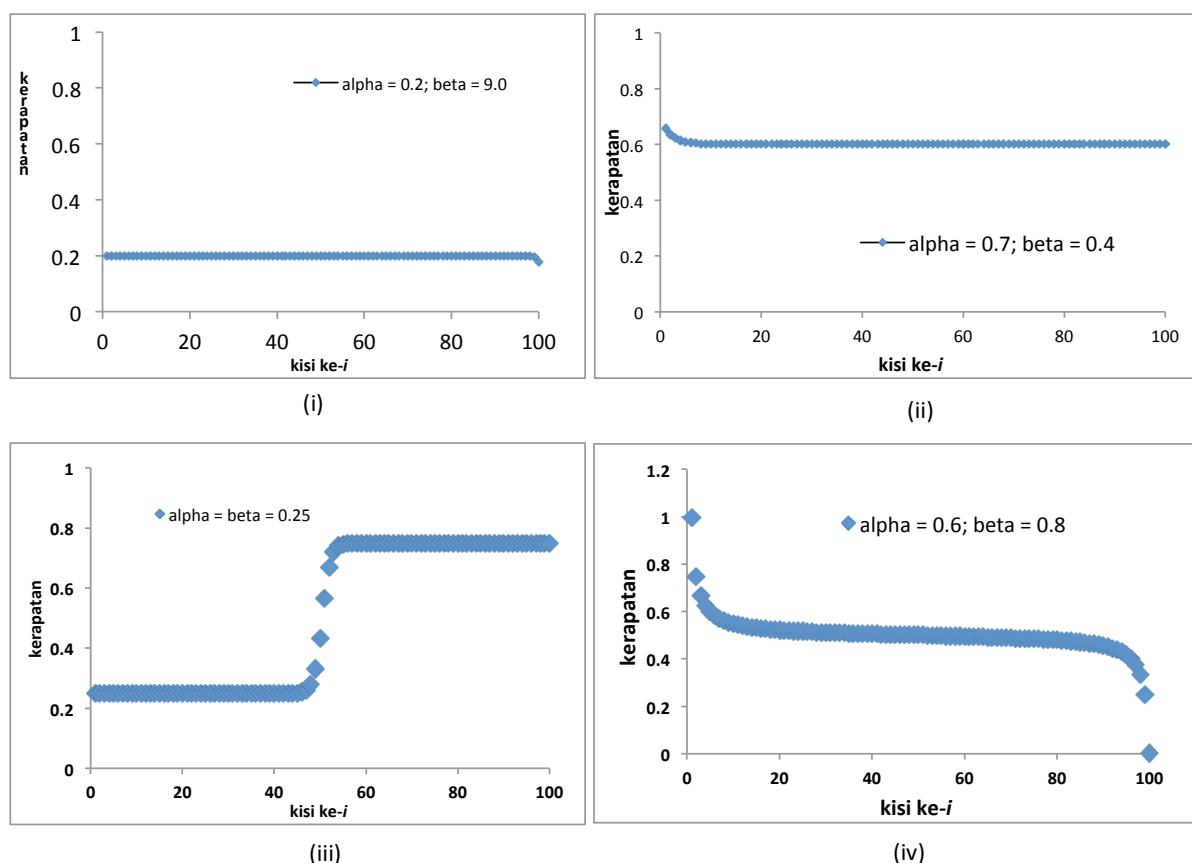 1
0.8
0.6
0.4
0.2
0
kerapatan
alpha = 0.2; beta = 9.0
0 20 40 60 80 100
kisi ke-i
(i)
1
0.8
0.6
0.4
0.2
0
kerapatan
alpha = 0.7; beta = 0.4
0 20 40 60 80 100
kisi ke-i
(ii)
1
0.8
0.6
0.4
0.2
0
kerapatan
alpha = beta = 0.25
0 20 40 60 80 100
kisi ke-i
(iii)
1.2
1
0.8
0.6
0.4
0.2
0
kerapatan
alpha = 0.6; beta = 0.8
0 20 40 60 80 100
kisi ke-i
(iv)